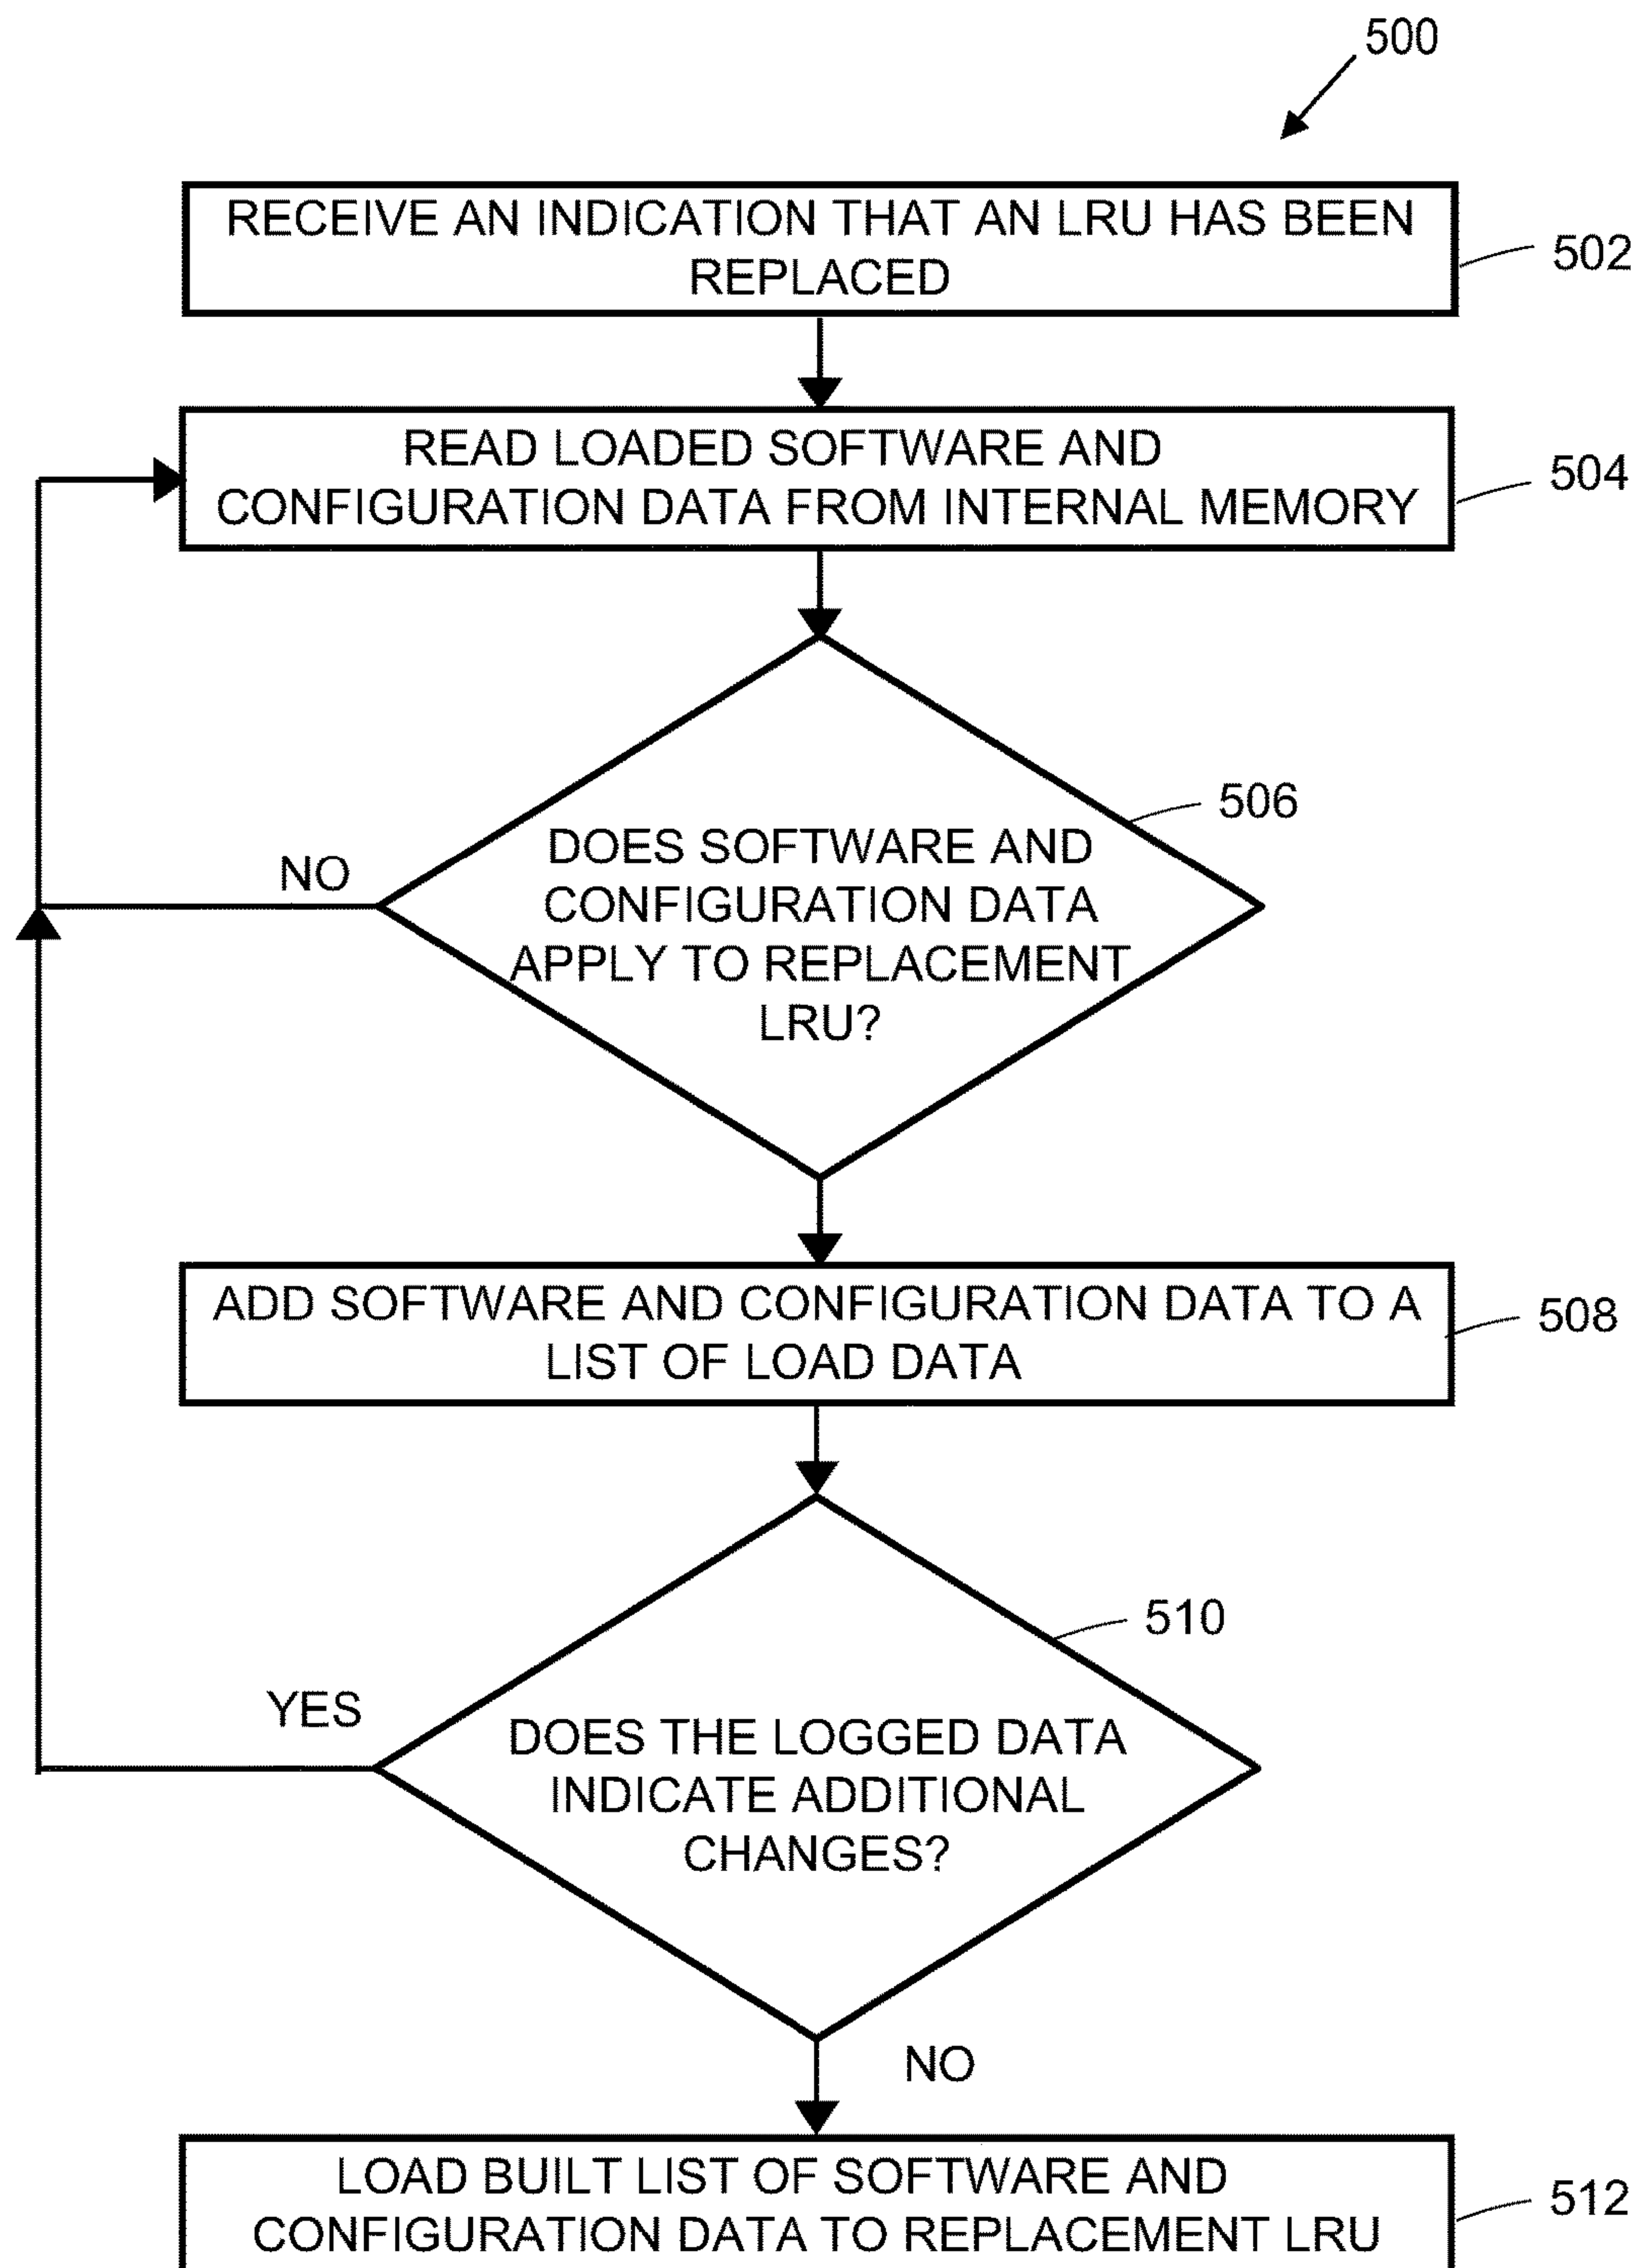 500
RECEIVE AN INDICATION THAT AN LRU HAS BEEN
REPLACED
502
READ LOADED SOFTWARE AND
CONFIGURATION DATA FROM INTERNAL MEMORY
504
506
DOES SOFTWARE AND
CONFIGURATION DATA
APPLY TO REPLACEMENT
LRU?
NO
ADD SOFTWARE AND CONFIGURATION DATA TO A
LIST OF LOAD DATA
508
510
YES
DOES THE LOGGED DATA
INDICATE ADDITIONAL
CHANGES?
NO
LOAD BUILT LIST OF SOFTWARE AND
CONFIGURATION DATA TO REPLACEMENT LRU
512